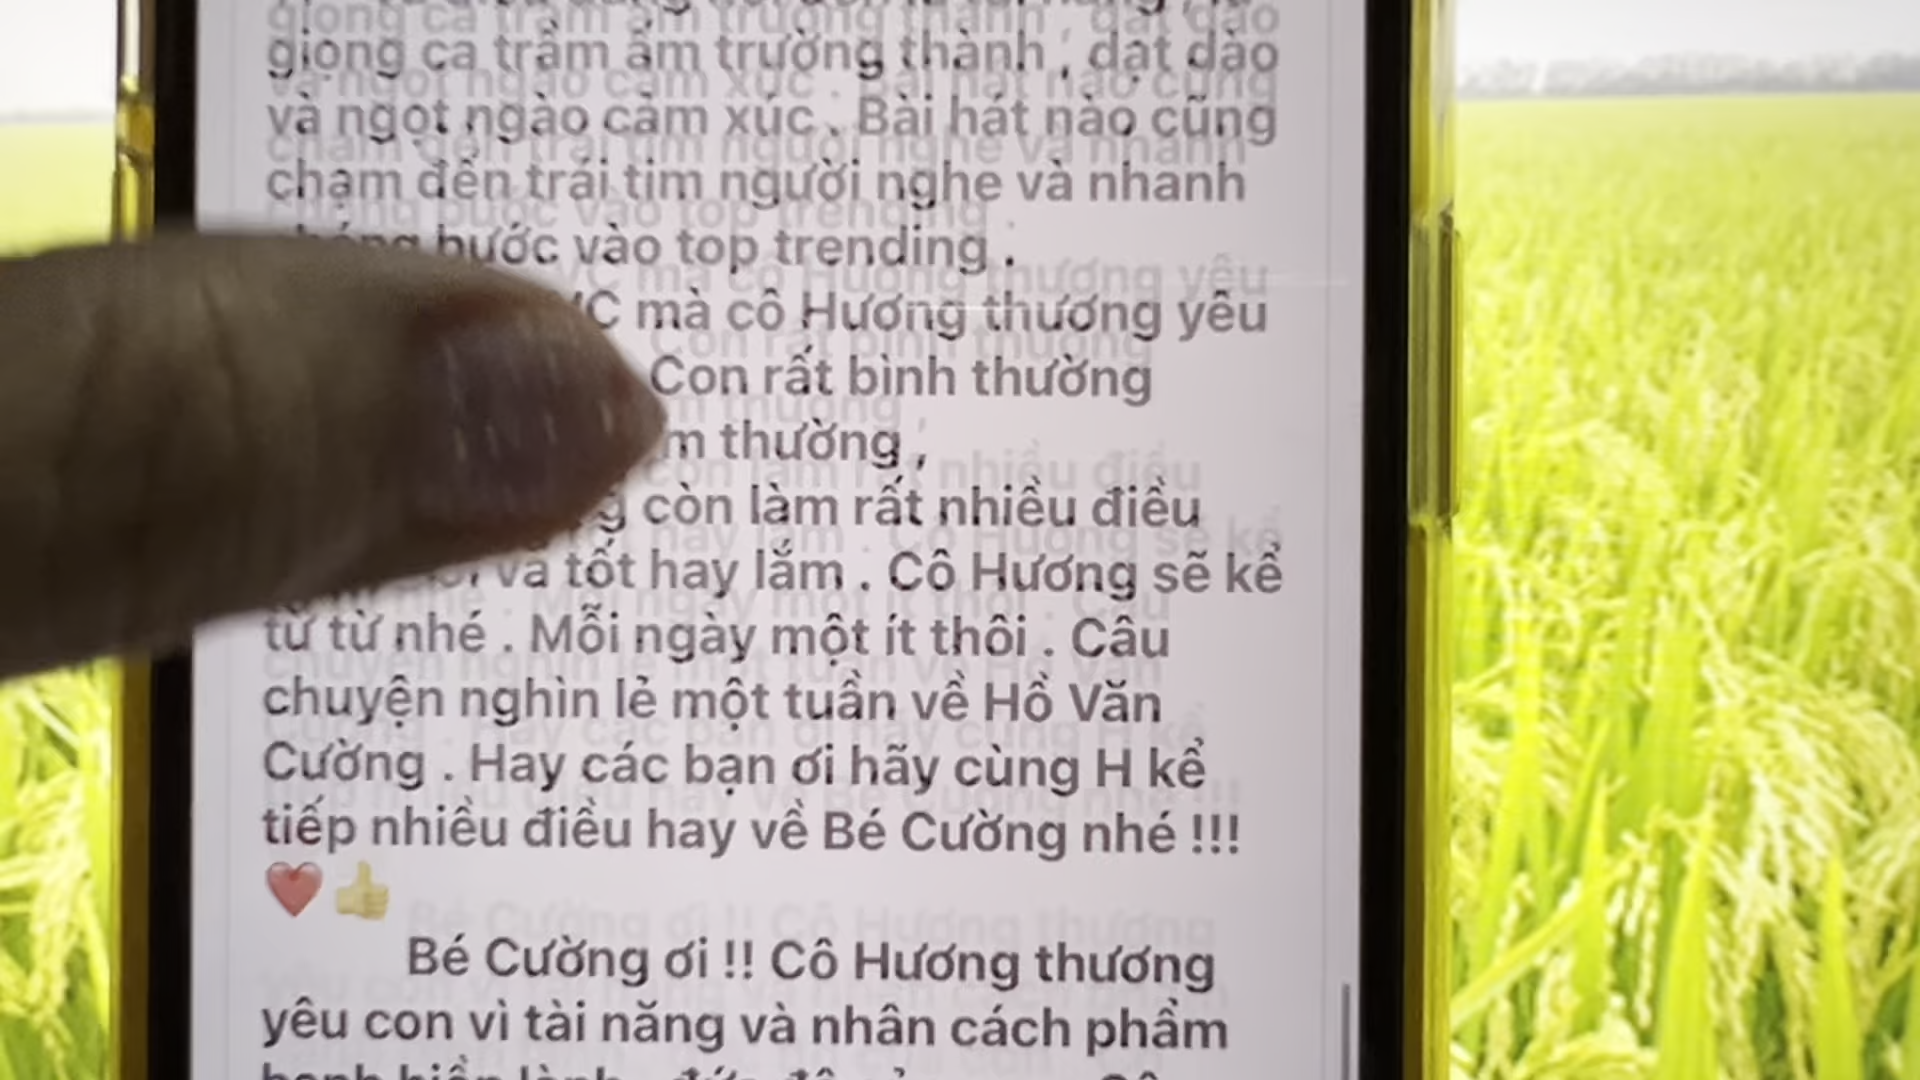 giọng ca trầm ấm trưởng thành , dạt dào
và ngọt ngào cảm xúc . Bài hát nào cũng
chạm đến trái tim người nghe và nhanh
bước vào top trending .
mà cô Hương thương yêu
Con rất bình thường
thường ,
còn làm rất nhiều điều
và tốt hay lắm . Cô Hương sẽ kể
từ từ nhé . Mỗi ngày một ít thôi . Câu
chuyện nghìn lẻ một tuần về Hồ Văn
Cường . Hay các bạn ơi hãy cùng H kể
tiếp nhiều điều hay về Bé Cường nhé !!!
❤️👍
Bé Cường ơi !! Cô Hương thương
yêu con vì tài năng và nhân cách phẩm